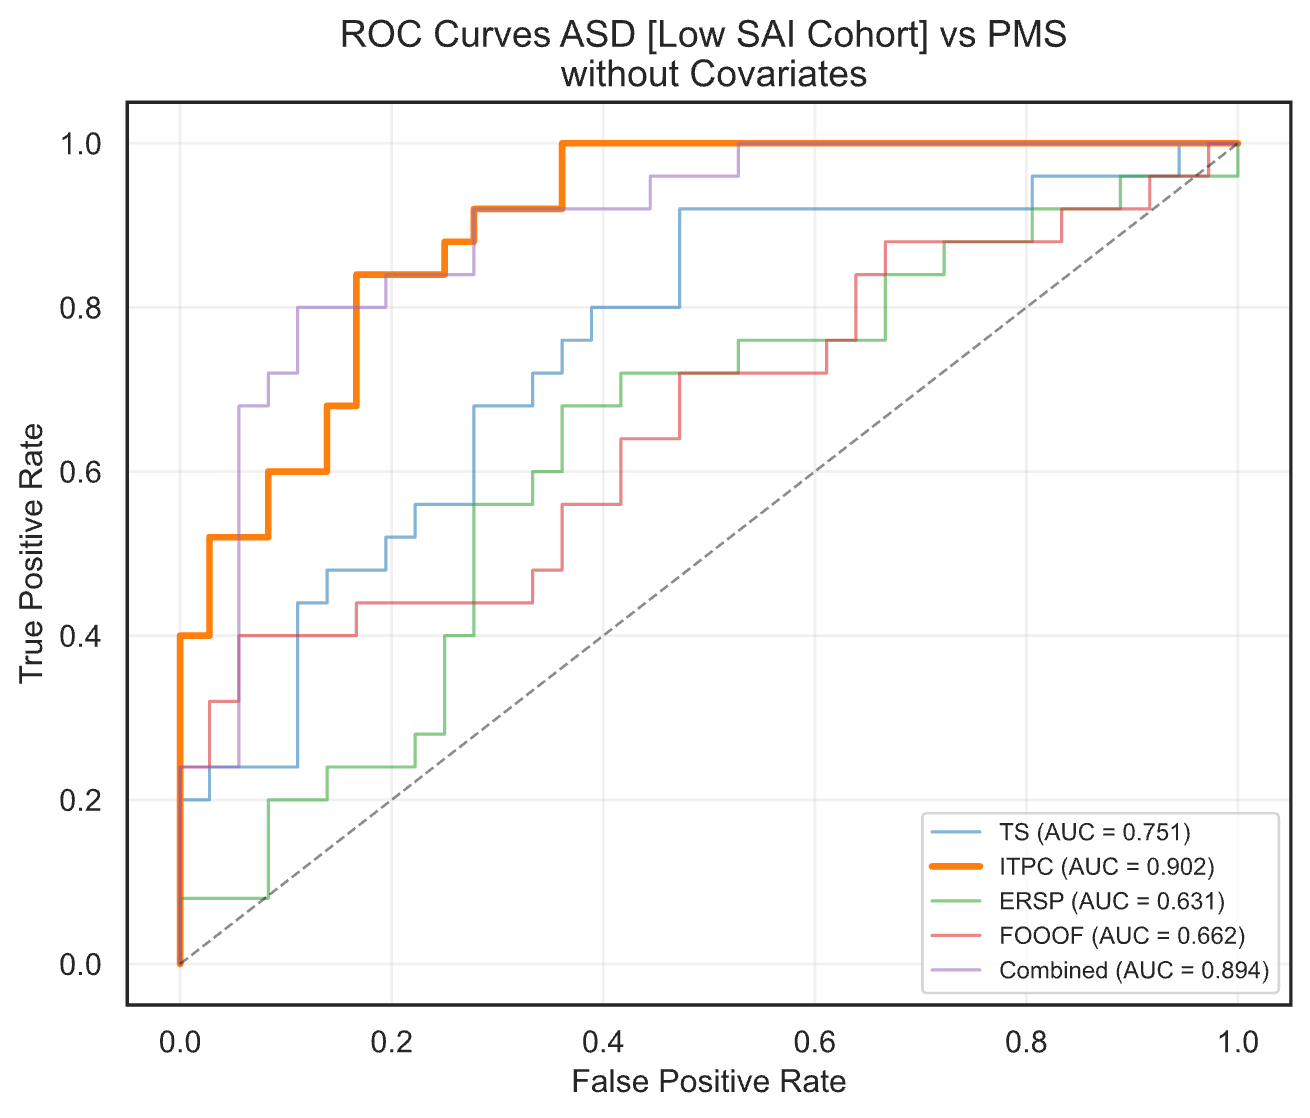 ROC Curves ASD [Low SAI Cohort] vs PMS
without Covariates
True Positive Rate
1.0
0.8
0.6
0.4
0.2
0.0
TS (AUC = 0.751)
ITPC (AUC = 0.902)
ERSP (AUC = 0.631)
FOOOF (AUC = 0.662)
Combined (AUC = 0.894)
0.0 0.2 0.4 0.6 0.8 1.0
False Positive Rate